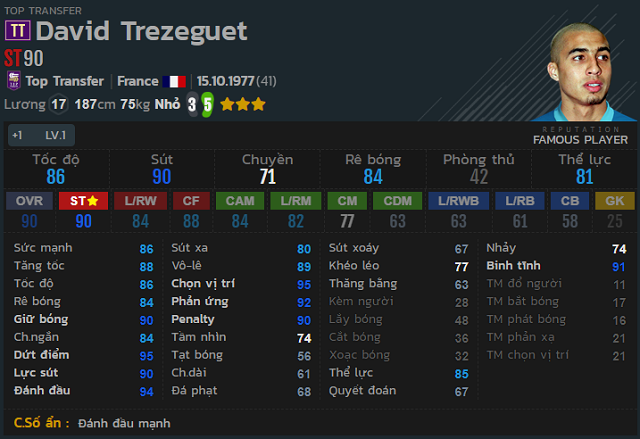 TOP TRANSFER
TT David Trezeguet
ST 90
Top Transfer France 15.10.1977 (41)
Lương 17 187cm 75kg Nhỏ 3 5
REPUTATION
FAMOUS PLAYER
+1 LV.1
Tốc độ Sút Chuyền Rê bóng Phòng thủ Thể lực
86 90 71 84 42 81
OVR ST L/RW CF CAM L/RM CM CDM L/RWB L/RB CB GK
90 90 84 88 84 82 77 63 63 61 58 25
Sức mạnh 86 Sút xa 80 Sút xoáy 67 Nhảy 74
Tăng tốc 88 Vô-lê 89 Khéo léo 77 Bình tĩnh 91
Tốc độ 86 Chọn vị trí 95 Thăng bằng 63 TM đổ người 11
Rê bóng 84 Phản ứng 92 Kèm người 28 TM bắt bóng 17
Giữ bóng 90 Penalty 90 Lấy bóng 48 TM phát bóng 16
Ch.ngắn 84 Tầm nhìn 74 Cắt bóng 36 TM phản xạ 21
Dứt điểm 95 Tạt bóng 56 Xoạc bóng 32 TM chọn vị trí 21
Lực sút 90 Ch.dài 61 Thể lực 85
Đánh đầu 94 Đá phạt 68 Quyết đoán 67
C.Số ẩn : Đánh đầu mạnh